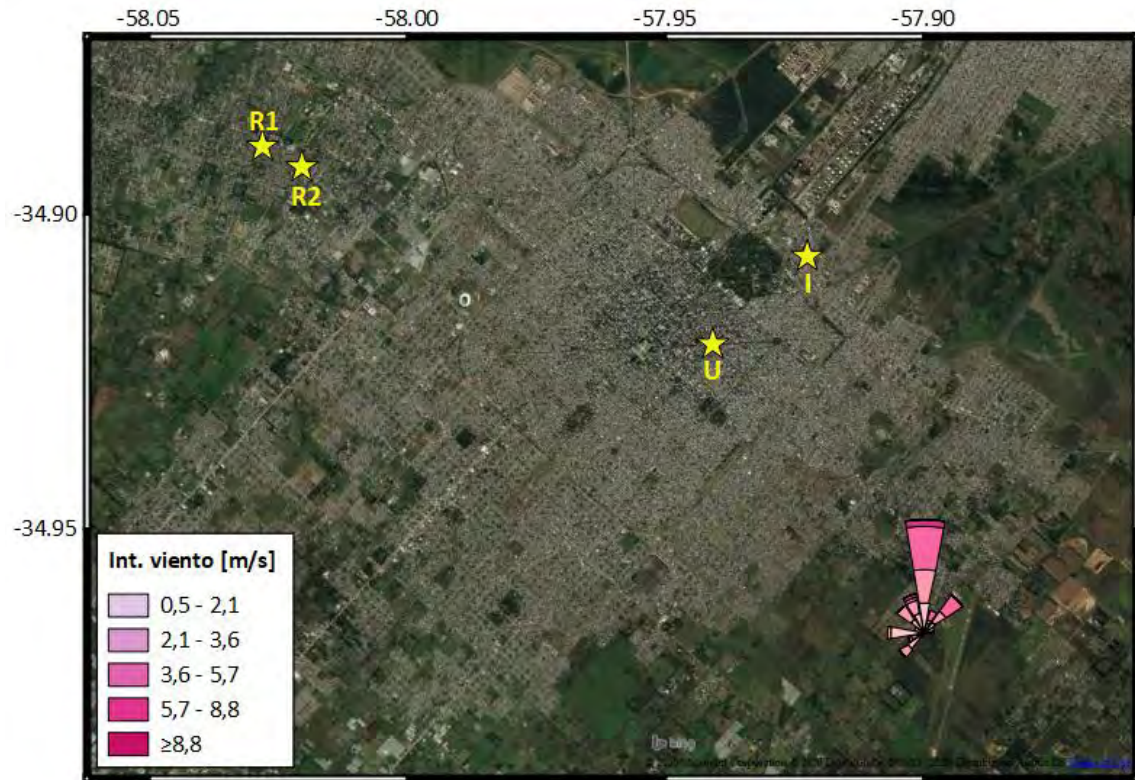 -58.05 -58.00 -57.95 -57.90
R1
R2
-34.90
I
U
-34.95
Int. viento [m/s]
0,5 - 2,1
2,1 - 3,6
3,6 - 5,7
5,7 - 8,8
≥8,8
bing